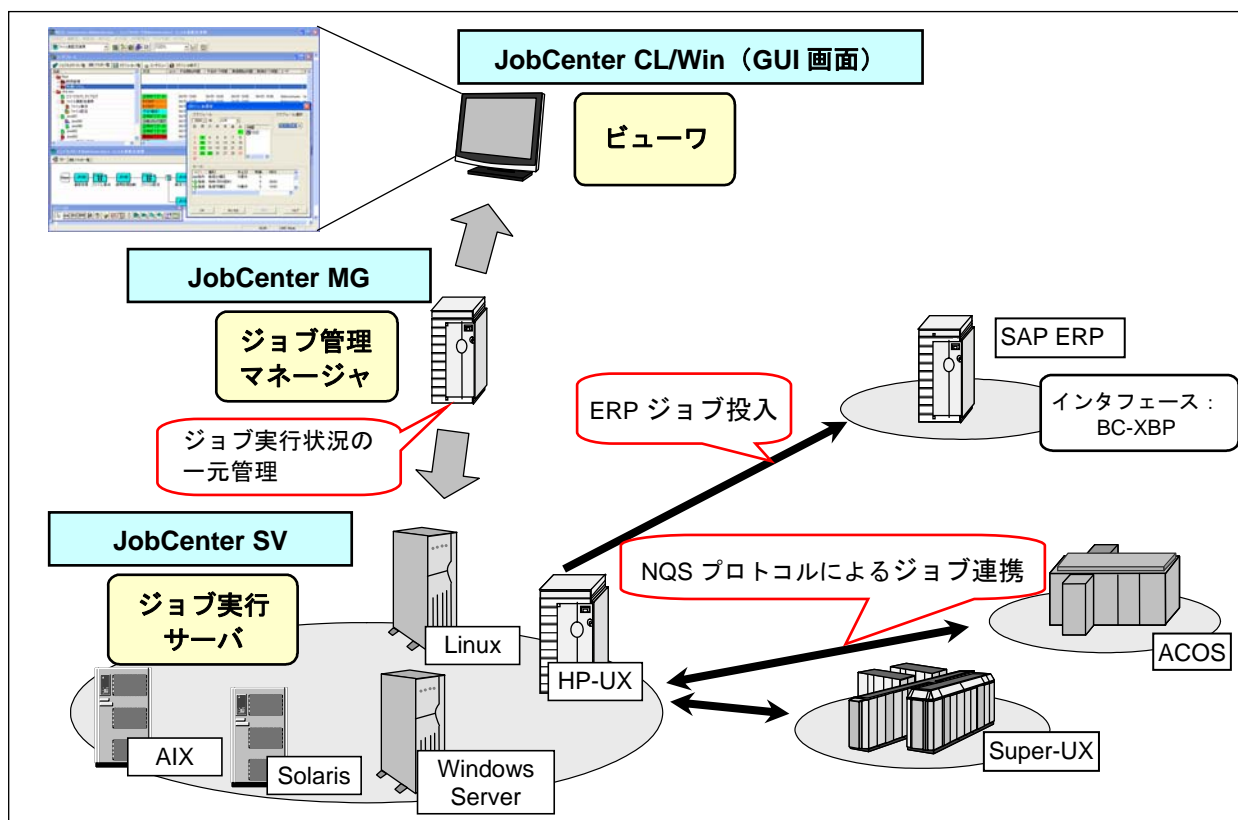 JobCenter CL/Win（GUI 画面）
ビューワ
JobCenter MG
ジョブ管理
マネージャ
ジョブ実行状況の
一元管理
SAP ERP
インタフェース：
BC-XBP
ERP ジョブ投入
JobCenter SV
ジョブ実行
サーバ
NQS プロトコルによるジョブ連携
Linux
HP-UX
ACOS
AIX
Solaris
Windows
Server
Super-UX